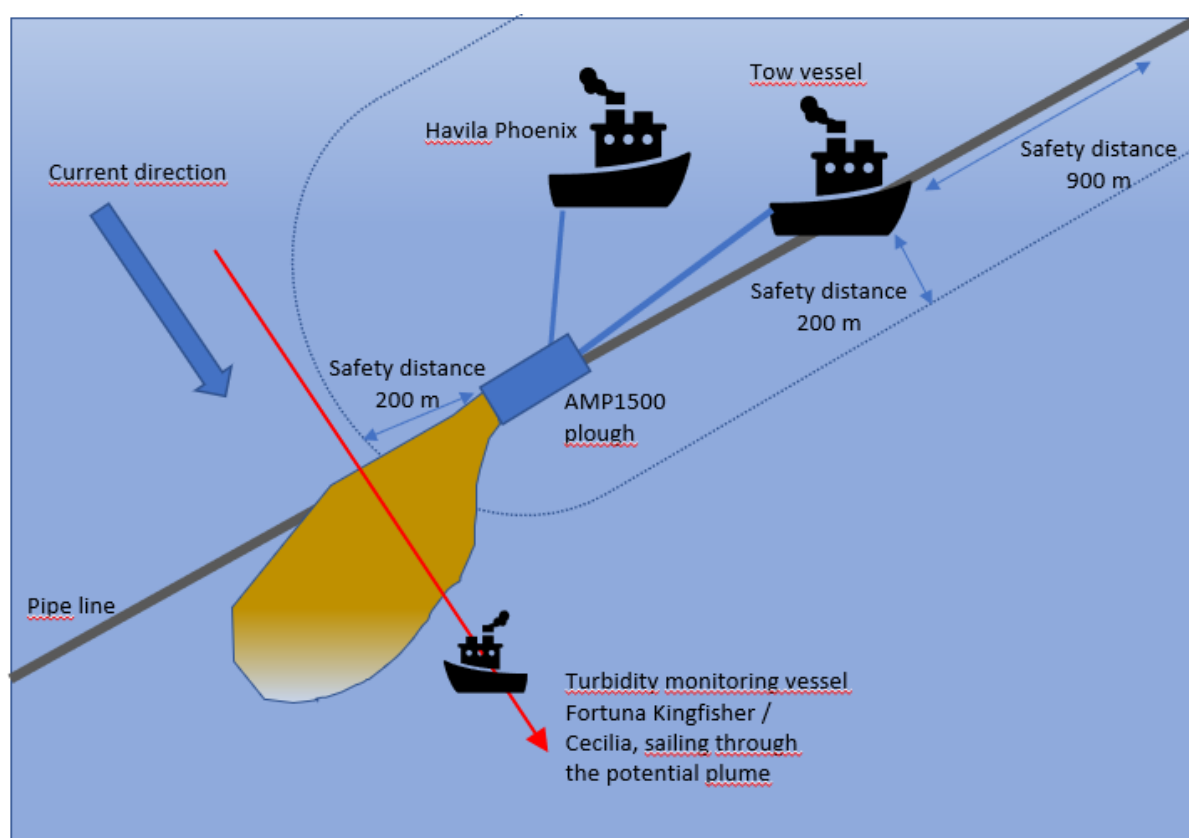 Tow vessel
Havila Phoenix
Safety distance
900 m
Current direction
Safety distance
200 m
Safety distance
200 m
AMP1500
plough
Pipe line
Turbidity monitoring vessel
Fortuna Kingfisher /
Cecilia, sailing through
the potential plume